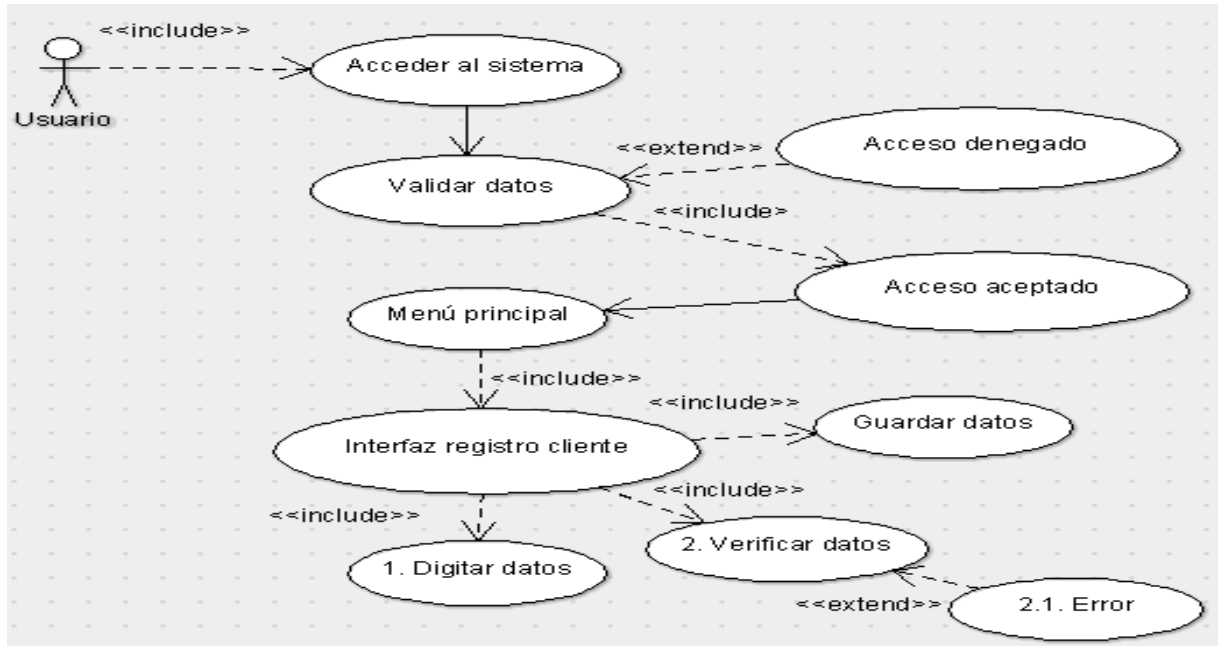 <<include>>
Acceder al sistema
Usuario
Acceso denegado
<<extend>>
Validar datos
<<include>
Acceso aceptado
Menú principal
<<include>>
<<include>>
Guardar datos
Interfaz registro cliente
<<include>>
<<include>>
2. Verificar datos
1. Digitar datos
<<extend>>
2.1. Error